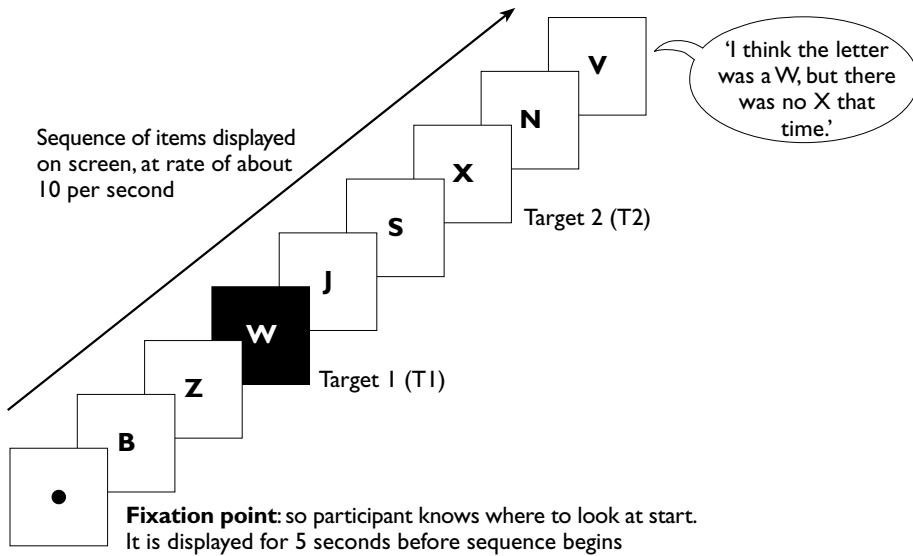 V
'I think the letter
was a W, but there
was no X that
time.'
N
Sequence of items displayed
on screen, at rate of about
10 per second
X
Target 2 (T2)
S
J
W
Target 1 (T1)
Z
B
Fixation point: so participant knows where to look at start.
It is displayed for 5 seconds before sequence begins